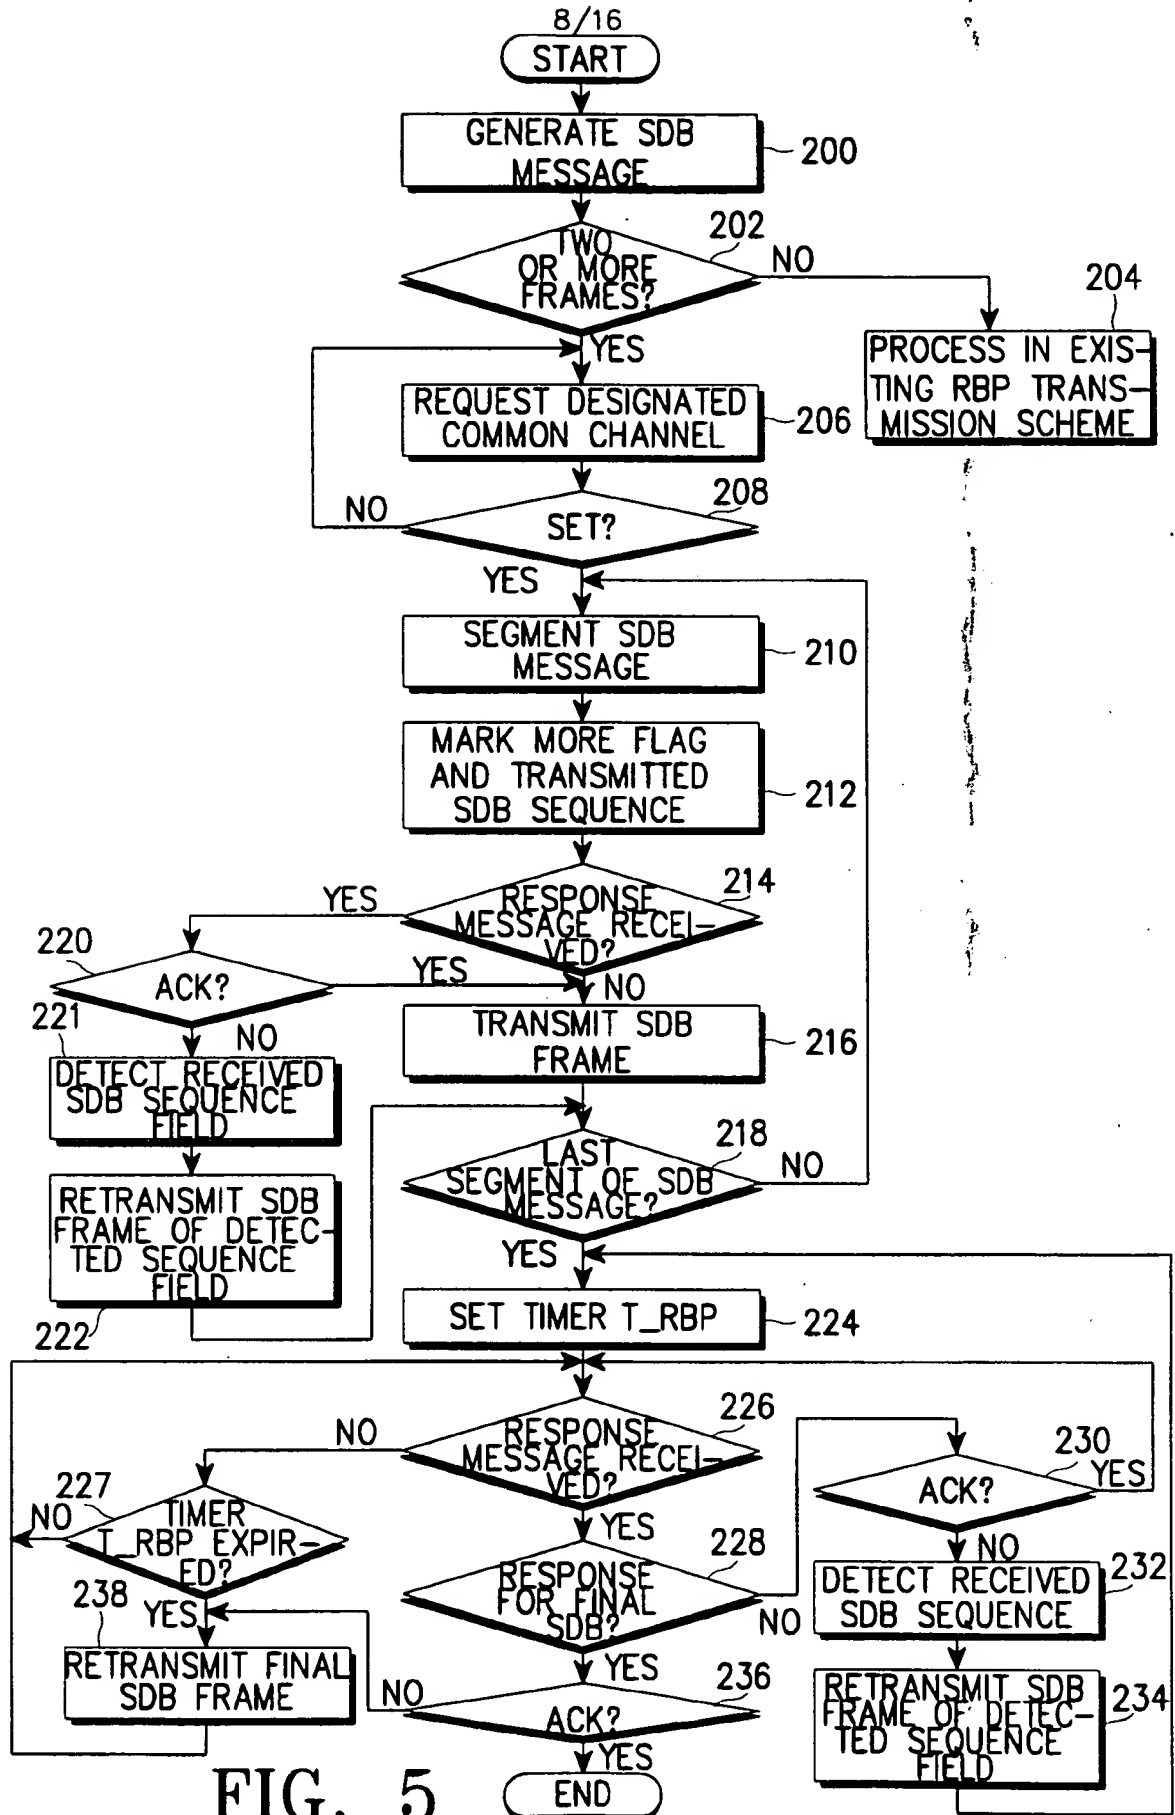 8/16
START
GENERATE SDB
MESSAGE
200
TWO
OR MORE
FRAMES?
202
NO
204
PROCESS IN EXIS-
TING RBP TRANS-
MISSION SCHEME
YES
REQUEST DESIGNATED
COMMON CHANNEL
206
NO
SET?
208
YES
SEGMENT SDB
MESSAGE
210
MARK MORE FLAG
AND TRANSMITTED
SDB SEQUENCE
212
YES
RESPONSE
MESSAGE RECEI-
VED?
214
220
ACK?
YES
NO
221
NO
DETECT RECEIVED
SDB SEQUENCE
FIELD
TRANSMIT SDB
FRAME
216
LAST
SEGMENT OF SDB
MESSAGE?
218
NO
RETRANSMIT SDB
FRAME OF DETEC-
TED SEQUENCE
FIELD
222
YES
SET TIMER T_RBP
224
NO
RESPONSE
MESSAGE RECEI-
VED?
226
230
ACK?
YES
227
NO
TIMER
T_RBP EXPIR-
ED?
YES
RESPONSE
FOR FINAL
SDB?
228
NO
NO
DETECT RECEIVED
SDB SEQUENCE
232
238
YES
RETRANSMIT FINAL
SDB FRAME
YES
NO
ACK?
236
RETRANSMIT SDB
FRAME OF DETEC-
TED SEQUENCE
FIELD
234
YES
END
FIG. 5